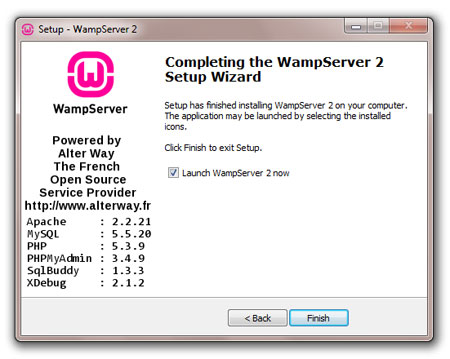 Setup - WampServer 2
WampServer
Powered by
Alter Way
The French
Open Source
Service Provider
http://www.alterway.fr
Apache : 2.2.21
MySQL : 5.5.20
PHP : 5.3.9
PHPMyAdmin : 3.4.9
SqlBuddy : 1.3.3
XDebug : 2.1.2
Completing the WampServer 2
Setup Wizard
Setup has finished installing WampServer 2 on your computer.
The application may be launched by selecting the installed
icons.
Click Finish to exit Setup.
Launch WampServer 2 now
< Back
Finish